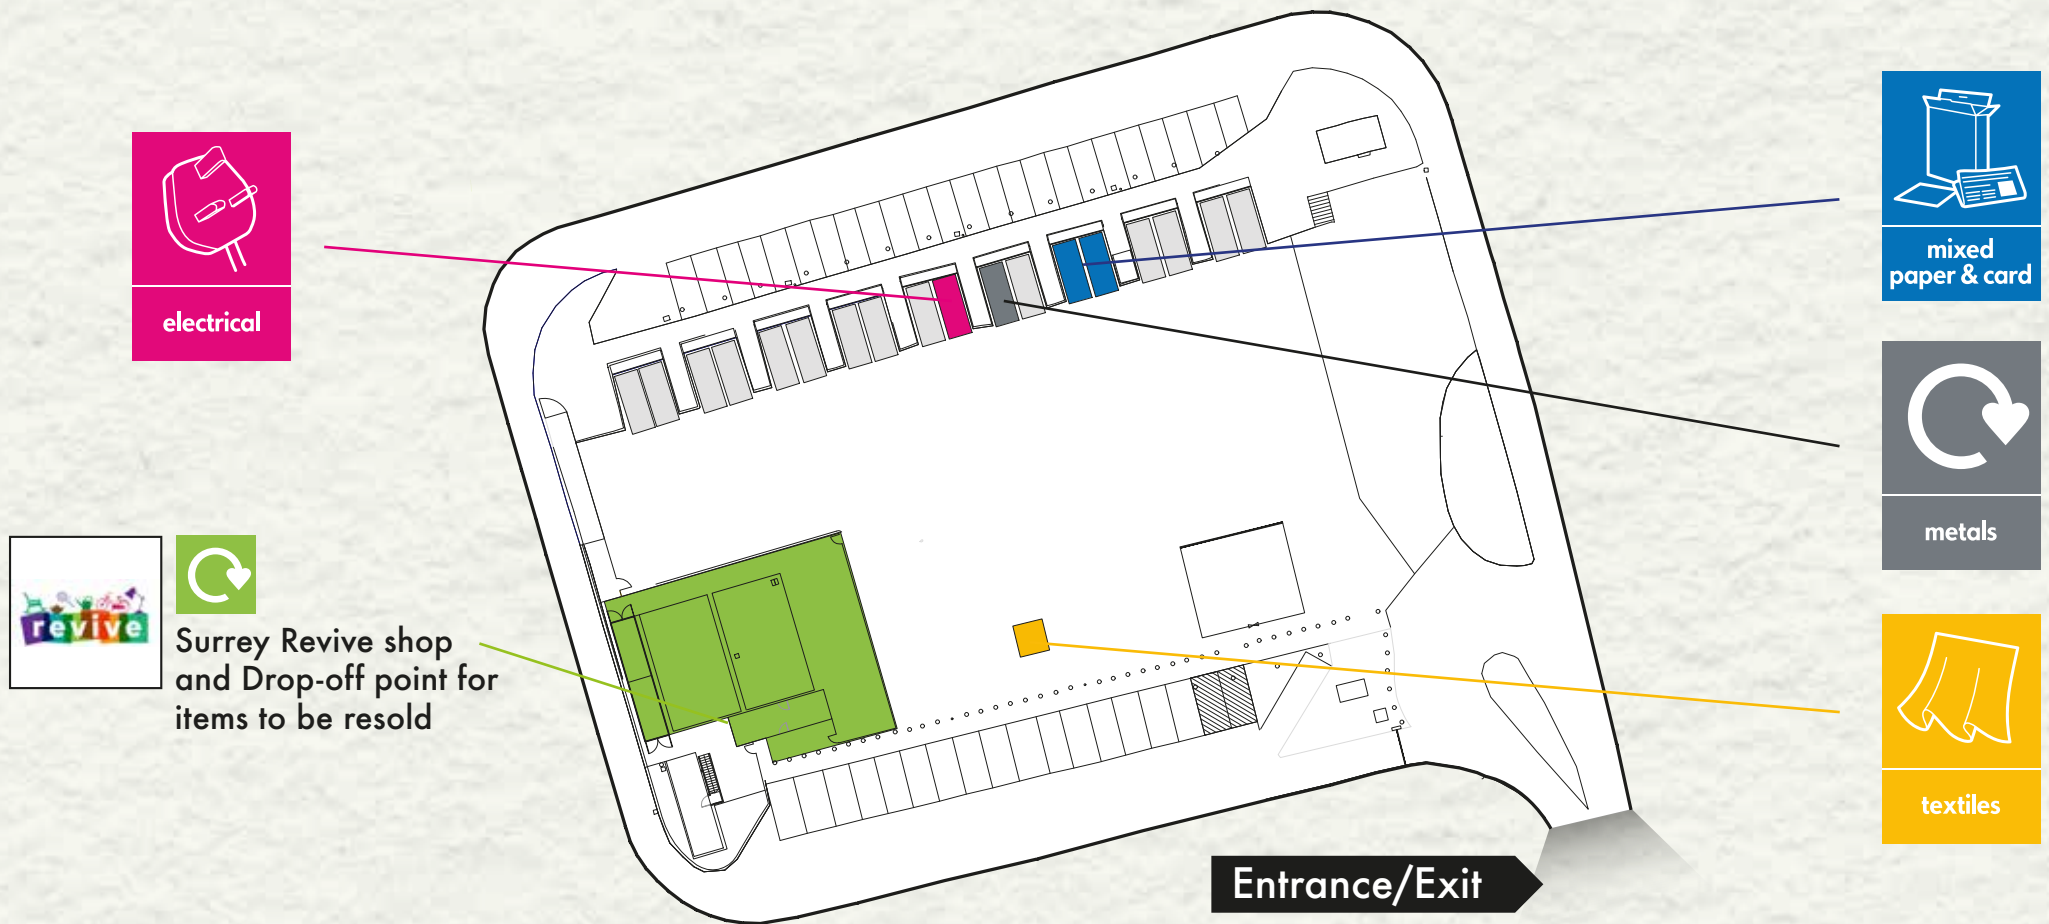 electrical
revive
Surrey Revive shop
and Drop-off point for
items to be resold
mixed
paper & card
metals
textiles
Entrance/Exit